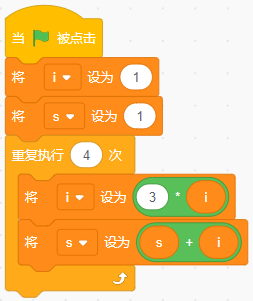 当 被点击
将 i 设为 1
将 s 设为 1
重复执行 4 次
将 i 设为 3 * i
将 s 设为 s + i